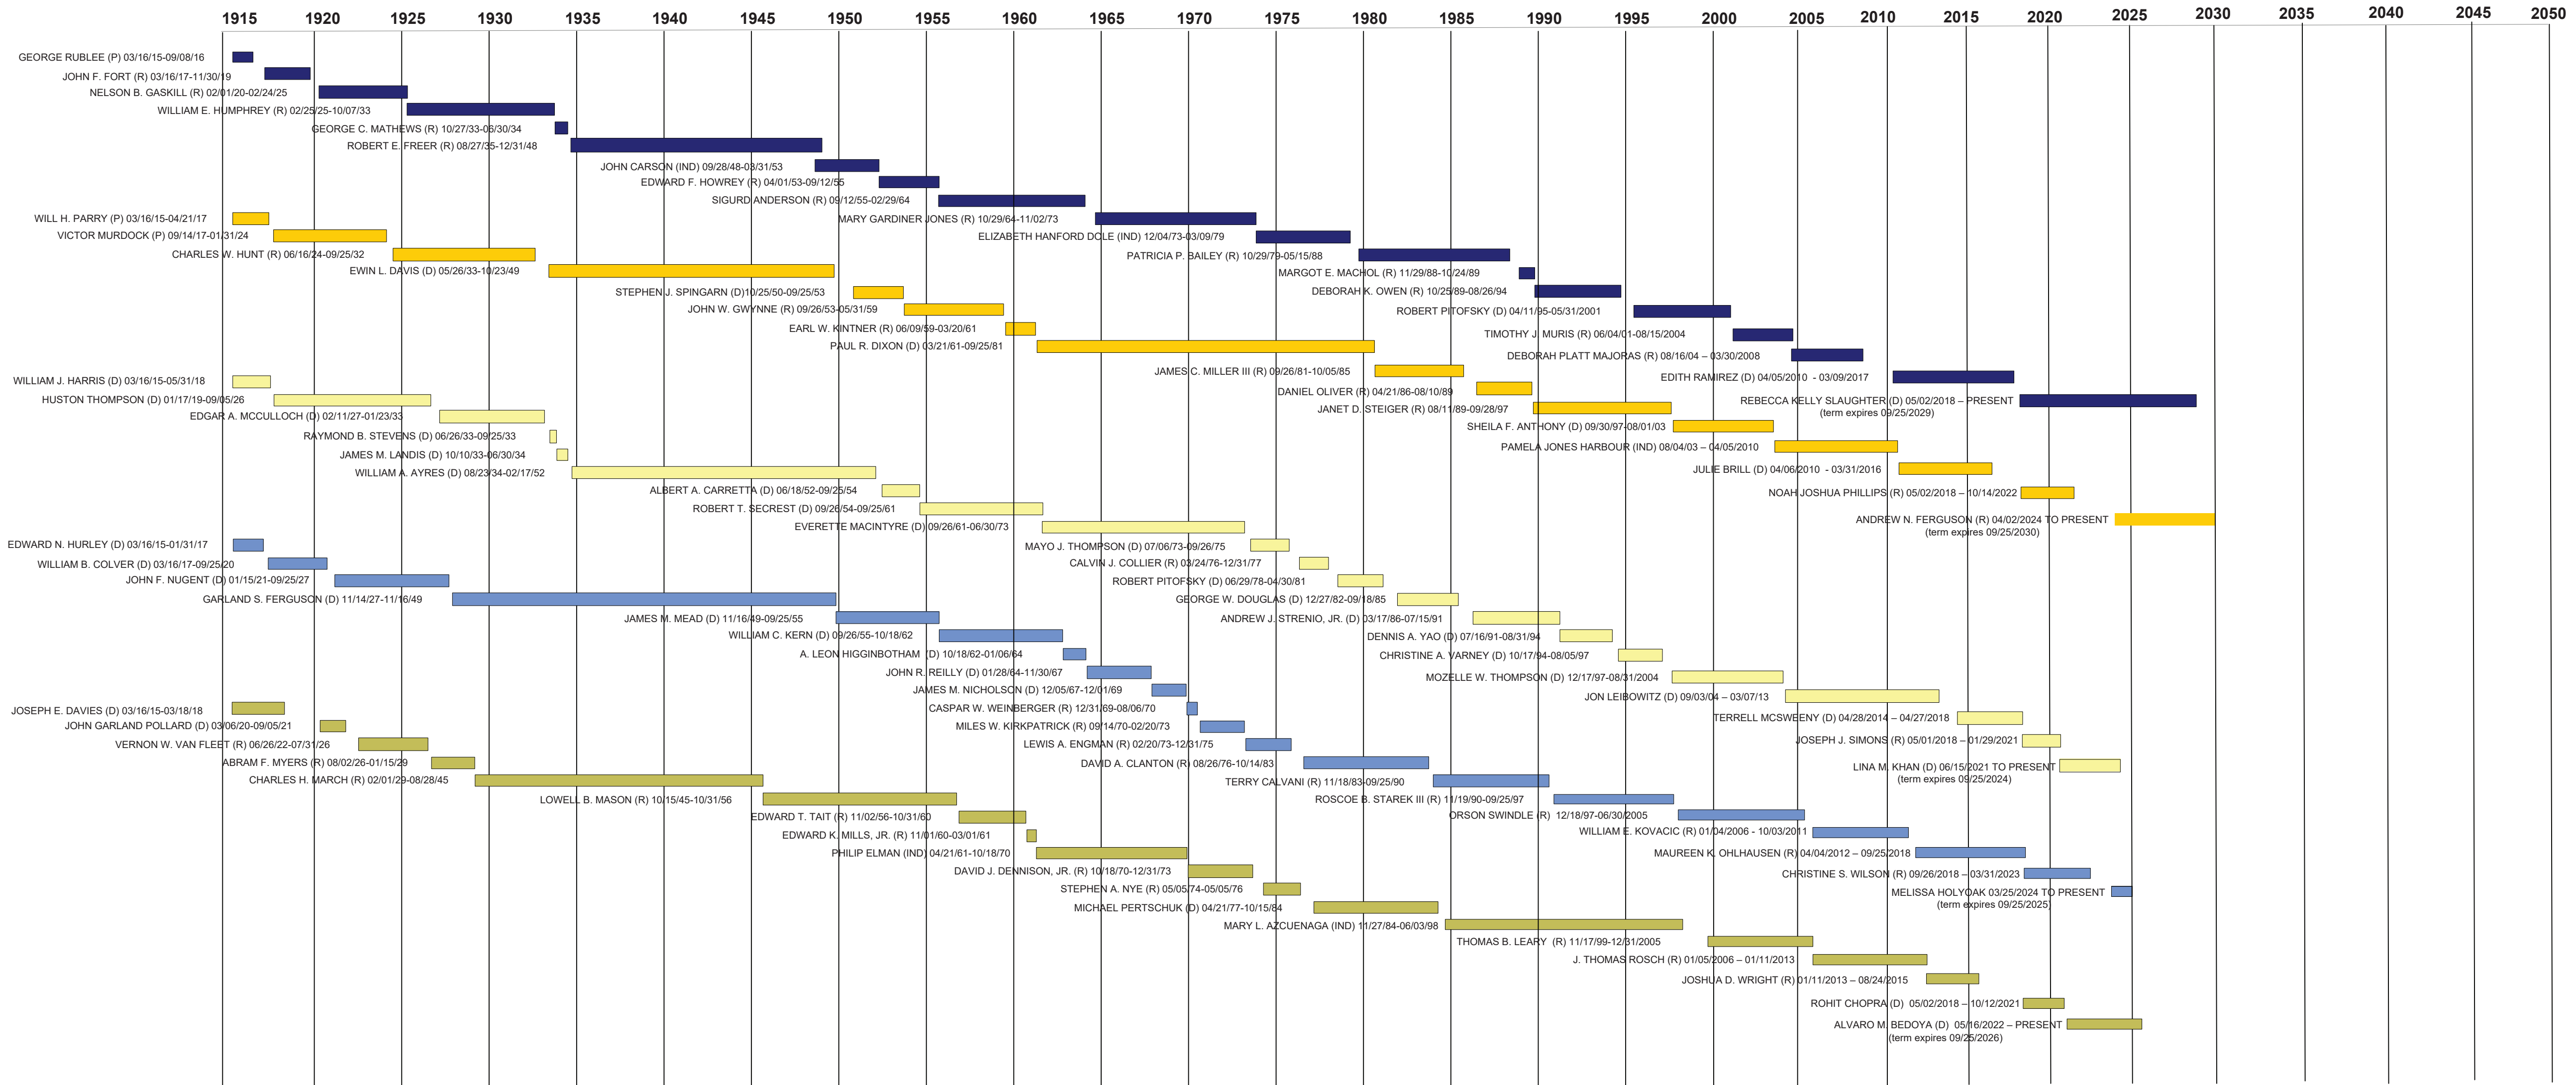 1915 1920 1925 1930 1935 1940 1945 1950 1955 1960 1965 1970 1975 1980 1985 1990 1995 2000 2005 2010 2015 2020 2025 2030 2035 2040 2045 2050
GEORGE RUBLEE (P) 03/16/15-09/08/16
JOHN F. FORT (R) 03/16/17-11/30/19
NELSON B. GASKILL (R) 02/01/20-02/24/25
WILLIAM E. HUMPHREY (R) 02/25/25-10/07/33
GEORGE C. MATHEWS (R) 10/27/33-06/30/34
ROBERT E. FREER (R) 08/27/35-12/31/48
JOHN CARSON (IND) 09/28/48-03/31/53
EDWARD F. HOWREY (R) 04/01/53-09/12/55
SIGURD ANDERSON (R) 09/12/55-02/29/64
MARY GARDINER JONES (R) 10/29/64-11/02/73
ELIZABETH HANFORD DOLE (IND) 12/04/73-03/09/79
PATRICIA P. BAILEY (R) 10/29/79-05/15/88
MARGOT E. MACHOL (R) 11/29/88-10/24/89
DEBORAH K. OWEN (R) 10/25/89-08/26/94
ROBERT PITOFSKY (D) 04/11/95-05/31/2001
TIMOTHY J. MURIS (R) 06/04/01-08/15/2004
DEBORAH PLATT MAJORAS (R) 08/16/04 – 03/30/2008
EDITH RAMIREZ (D) 04/05/2010 - 03/09/2017
REBECCA KELLY SLAUGHTER (D) 05/02/2018 – PRESENT
(term expires 09/25/2029)
WILL H. PARRY (P) 03/16/15-04/21/17
VICTOR MURDOCK (P) 09/14/17-01/31/24
CHARLES W. HUNT (R) 06/16/24-09/25/32
EWIN L. DAVIS (D) 05/26/33-10/23/49
STEPHEN J. SPINGARN (D)10/25/50-09/25/53
JOHN W. GWYNNE (R) 09/26/53-05/31/59
EARL W. KINTNER (R) 06/09/59-03/20/61
PAUL R. DIXON (D) 03/21/61-09/25/81
JAMES C. MILLER III (R) 09/26/81-10/05/85
DANIEL OLIVER (R) 04/21/86-08/10/89
JANET D. STEIGER (R) 08/11/89-09/28/97
SHEILA F. ANTHONY (D) 09/30/97-08/01/03
PAMELA JONES HARBOUR (IND) 08/04/03 – 04/05/2010
JULIE BRILL (D) 04/06/2010 - 03/31/2016
NOAH JOSHUA PHILLIPS (R) 05/02/2018 – 10/14/2022
ANDREW N. FERGUSON (R) 04/02/2024 TO PRESENT
(term expires 09/25/2030)
WILLIAM J. HARRIS (D) 03/16/15-05/31/18
HUSTON THOMPSON (D) 01/17/19-09/05/26
EDGAR A. MCCULLOCH (D) 02/11/27-01/23/33
RAYMOND B. STEVENS (D) 06/26/33-09/25/33
JAMES M. LANDIS (D) 10/10/33-06/30/34
WILLIAM A. AYRES (D) 08/23/34-02/17/52
ALBERT A. CARRETTA (D) 06/18/52-09/25/54
ROBERT T. SECREST (D) 09/26/54-09/25/61
EVERETTE MACINTYRE (D) 09/26/61-06/30/73
MAYO J. THOMPSON (D) 07/06/73-09/26/75
CALVIN J. COLLIER (R) 03/24/76-12/31/77
ROBERT PITOFSKY (D) 06/29/78-04/30/81
GEORGE W. DOUGLAS (D) 12/27/82-09/18/85
ANDREW J. STRENIO, JR. (D) 03/17/86-07/15/91
DENNIS A. YAO (D) 07/16/91-08/31/94
CHRISTINE A. VARNEY (D) 10/17/94-08/05/97
MOZELLE W. THOMPSON (D) 12/17/97-08/31/2004
JON LEIBOWITZ (D) 09/03/04 – 03/07/13
TERRELL MCSWEENY (D) 04/28/2014 – 04/27/2018
JOSEPH J. SIMONS (R) 05/01/2018 – 01/29/2021
LINA M. KHAN (D) 06/15/2021 TO PRESENT
(term expires 09/25/2024)
EDWARD N. HURLEY (D) 03/16/15-01/31/17
WILLIAM B. COLVER (D) 03/16/17-09/25/20
JOHN F. NUGENT (D) 01/15/21-09/25/27
GARLAND S. FERGUSON (D) 11/14/27-11/16/49
JAMES M. MEAD (D) 11/16/49-09/25/55
WILLIAM C. KERN (D) 09/26/55-10/18/62
A. LEON HIGGINBOTHAM (D) 10/18/62-01/06/64
JOHN R. REILLY (D) 01/28/64-11/30/67
JAMES M. NICHOLSON (D) 12/05/67-12/01/69
CASPAR W. WEINBERGER (R) 12/31/69-08/06/70
MILES W. KIRKPATRICK (R) 09/14/70-02/20/73
LEWIS A. ENGMAN (R) 02/20/73-12/31/75
DAVID A. CLANTON (R) 08/26/76-10/14/83
TERRY CALVANI (R) 11/18/83-09/25/90
ROSCOE B. STAREK III (R) 11/19/90-09/25/97
ORSON SWINDLE (R) 12/18/97-06/30/2005
WILLIAM E. KOVACIC (R) 01/04/2006 - 10/03/2011
MAUREEN K. OHLHAUSEN (R) 04/04/2012 – 09/25/2018
CHRISTINE S. WILSON (R) 09/26/2018 – 03/31/2023
MELISSA HOLYOAK 03/25/2024 TO PRESENT
(term expires 09/25/2025)
JOSEPH E. DAVIES (D) 03/16/15-03/18/18
JOHN GARLAND POLLARD (D) 03/06/20-09/05/21
VERNON W. VAN FLEET (R) 06/26/22-07/31/26
ABRAM F. MYERS (R) 08/02/26-01/15/29
CHARLES H. MARCH (R) 02/01/29-08/28/45
LOWELL B. MASON (R) 10/15/45-10/31/56
EDWARD T. TAIT (R) 11/02/56-10/31/60
EDWARD K. MILLS, JR. (R) 11/01/60-03/01/61
PHILIP ELMAN (IND) 04/21/61-10/18/70
DAVID J. DENNISON, JR. (R) 10/18/70-12/31/73
STEPHEN A. NYE (R) 05/05/74-05/05/76
MICHAEL PERTSCHUK (D) 04/21/77-10/15/84
MARY L. AZCUENAGA (IND) 11/27/84-06/03/98
THOMAS B. LEARY (R) 11/17/99-12/31/2005
J. THOMAS ROSCH (R) 01/05/2006 – 01/11/2013
JOSHUA D. WRIGHT (R) 01/11/2013 – 08/24/2015
ROHIT CHOPRA (D) 05/02/2018 – 10/12/2021
ALVARO M. BEDOYA (D) 05/16/2022 – PRESENT
(term expires 09/25/2026)